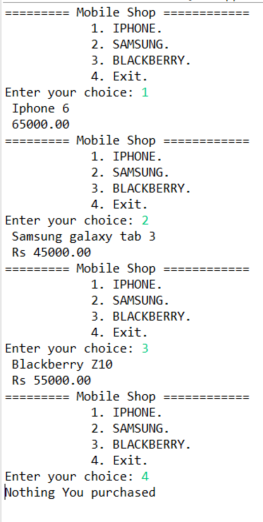 ========= Mobile Shop ============
1. IPHONE.
2. SAMSUNG.
3. BLACKBERRY.
4. Exit.
Enter your choice: 1
Iphone 6
65000.00
========= Mobile Shop ============
1. IPHONE.
2. SAMSUNG.
3. BLACKBERRY.
4. Exit.
Enter your choice: 2
Samsung galaxy tab 3
Rs 45000.00
========= Mobile Shop ============
1. IPHONE.
2. SAMSUNG.
3. BLACKBERRY.
4. Exit.
Enter your choice: 3
Blackberry Z10
Rs 55000.00
========= Mobile Shop ============
1. IPHONE.
2. SAMSUNG.
3. BLACKBERRY.
4. Exit.
Enter your choice: 4
Nothing You purchased